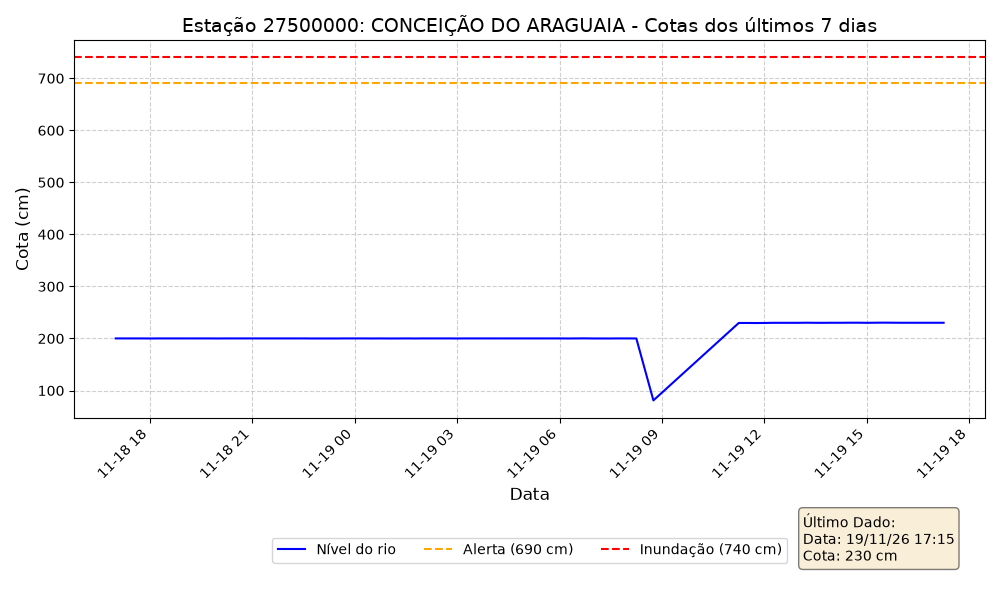 Estação 27500000: CONCEIÇÃO DO ARAGUAIA - Cotas dos últimos 7 dias
Cota (cm)
700
600
500
400
300
200
100
11-18 18
11-18 21
11-19 00
11-19 03
11-19 06
11-19 09
11-19 12
11-19 15
11-19 18
Data
Nível do rio
Alerta (690 cm)
Inundação (740 cm)
Último Dado:
Data: 19/11/26 17:15
Cota: 230 cm